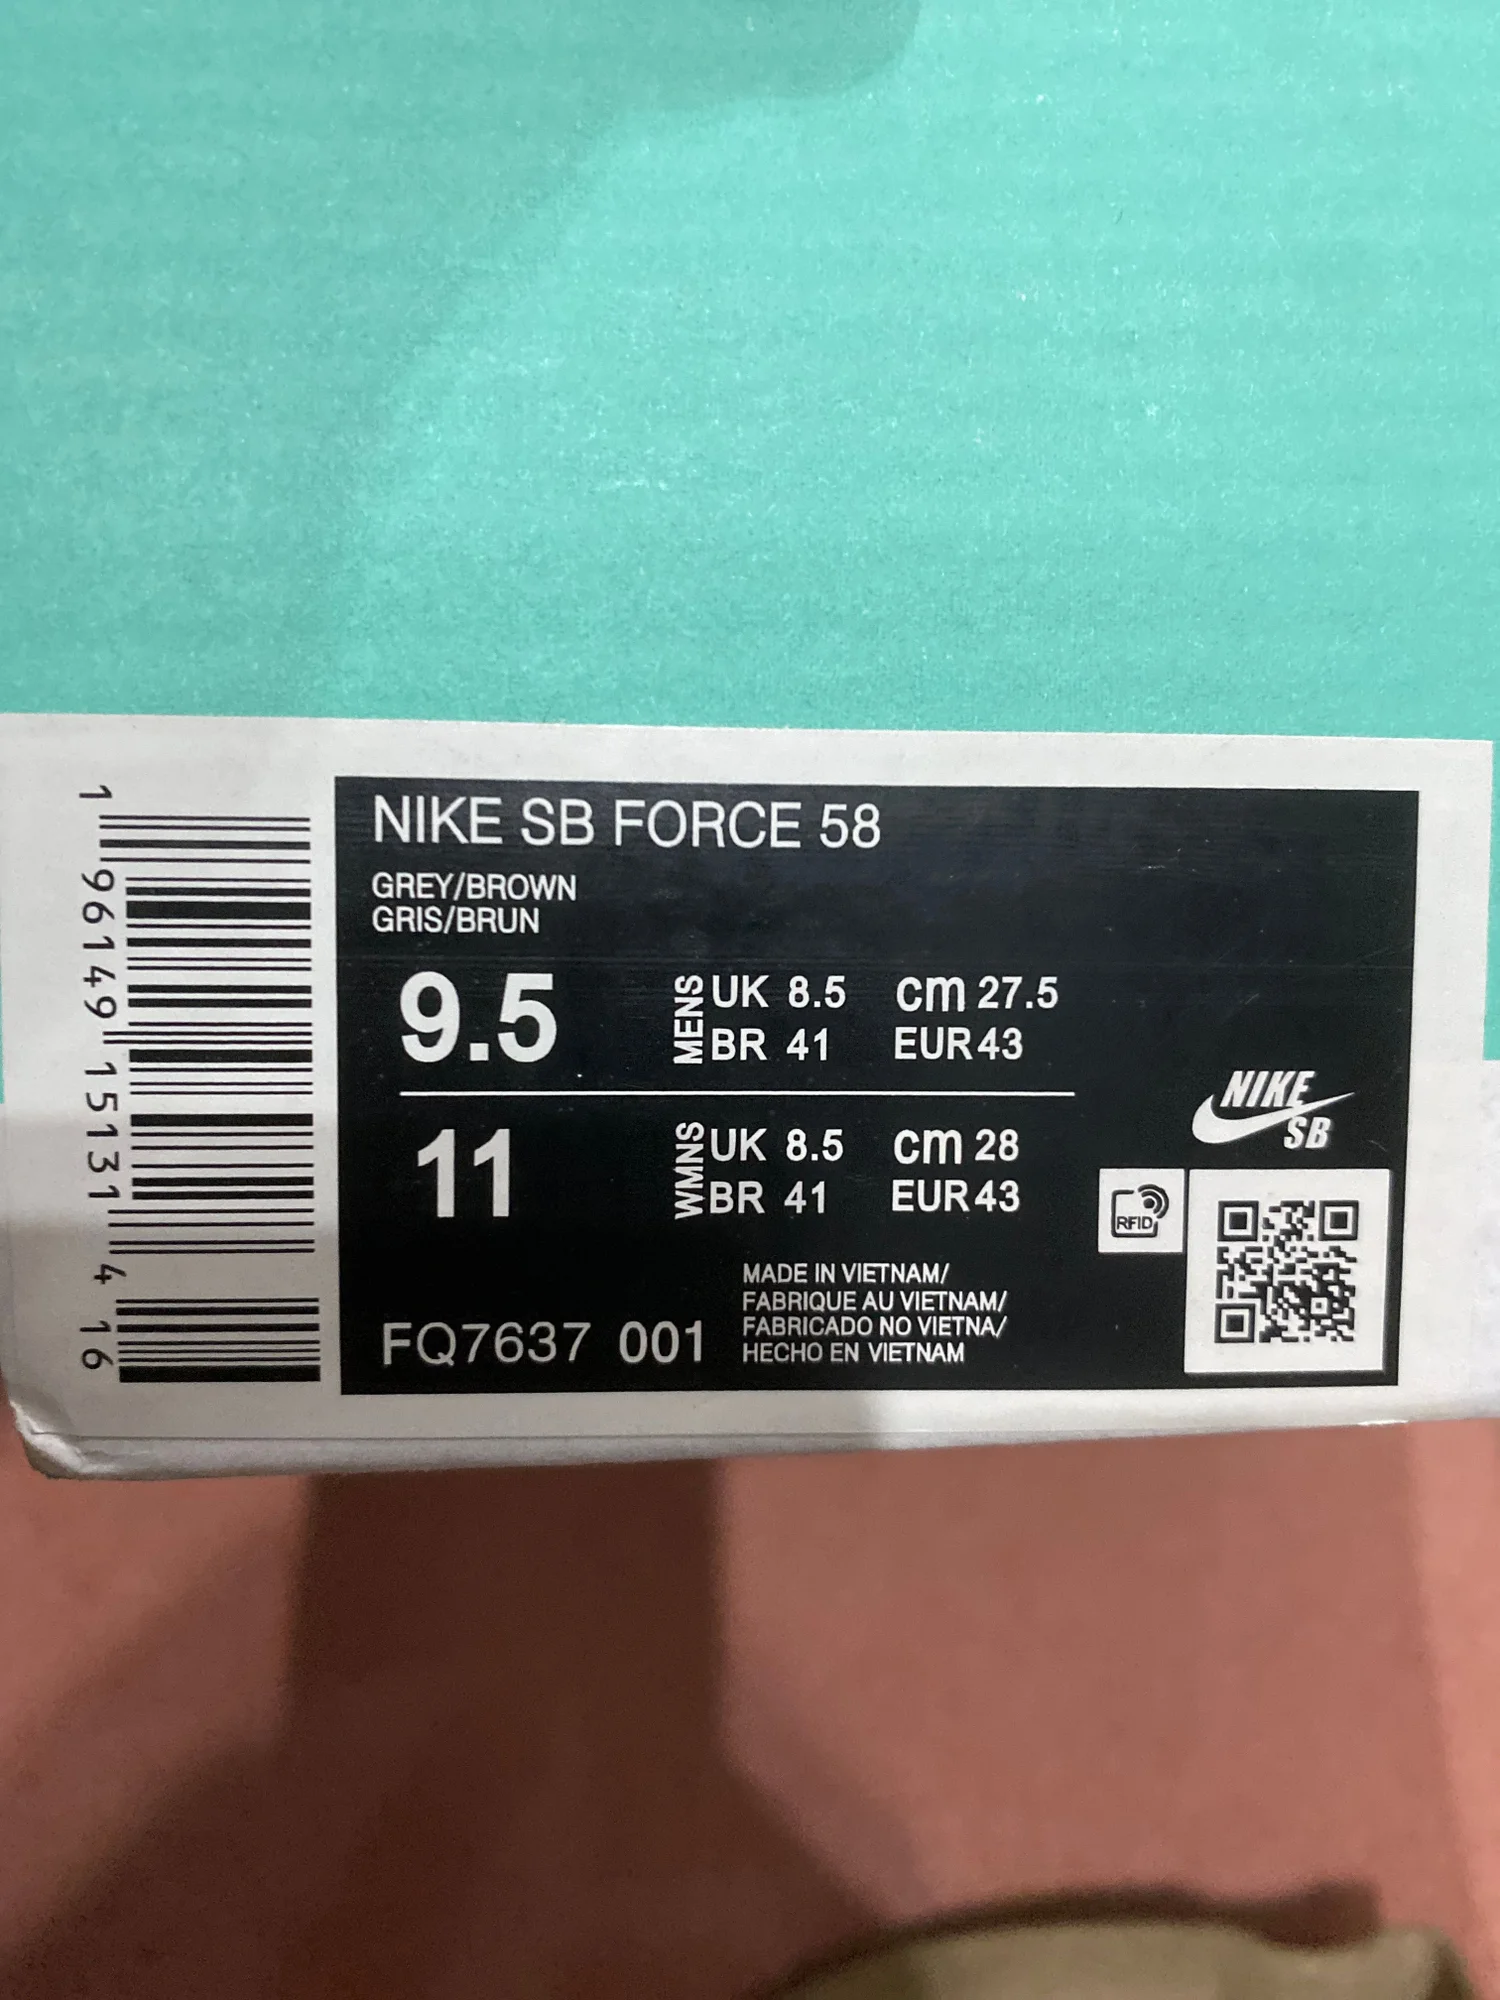 NIKE SB FORCE 58
GREY/BROWN
GRIS/BRUN
9.5
MENS
UK 8.5 cm 27.5
BR 41 EUR 43
11
WMNS
UK 8.5 cm 28
BR 41 EUR 43
NIKE
SB
RFID
MADE IN VIETNAM/
FABRIQUE AU VIETNAM/
FABRICADO NO VIETNA/
HECHO EN VIETNAM
FQ7637 001
1 96149 15131 4 16